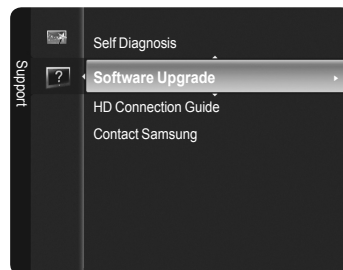 Support
Self Diagnosis
Software Upgrade
HD Connection Guide
Contact Samsung